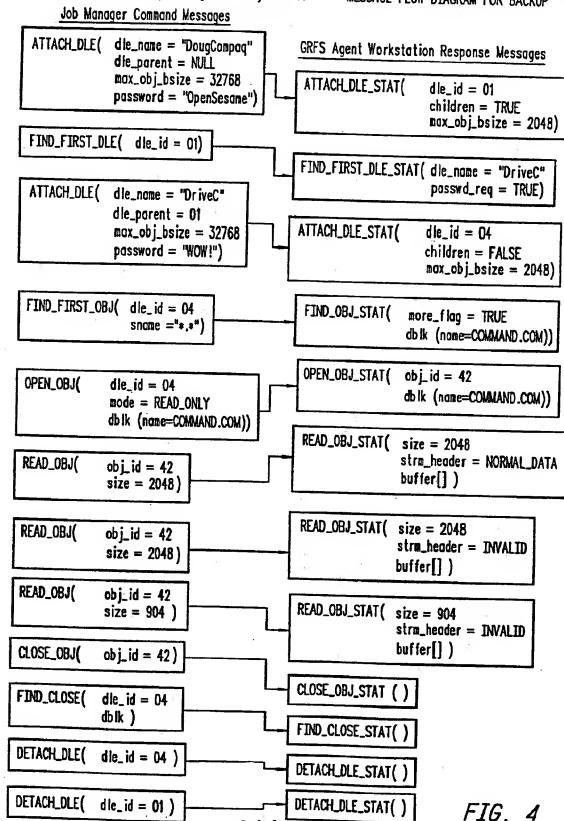 MESSAGE FLOW DIAGRAM FOR BACKUP
Job Manager Command Messages
GRFS Agent Workstation Response Messages
ATTACH_DLE( dle_name = "DougCompaq"
dle_parent = NULL
max_obj_bsize = 32768
password = "OpenSesame")
ATTACH_DLE_STAT( dle_id = 01
children = TRUE
max_obj_bsize = 2048)
FIND_FIRST_DLE( dle_id = 01)
FIND_FIRST_DLE_STAT( dle_name = "DriveC"
passwd_req = TRUE)
ATTACH_DLE( dle_name = "DriveC"
dle_parent = 01
max_obj_bsize = 32768
password = "WOW!")
ATTACH_DLE_STAT( dle_id = 04
children = FALSE
max_obj_bsize = 2048)
FIND_FIRST_OBJ( dle_id = 04
sname ="*.*")
FIND_OBJ_STAT( more_flag = TRUE
dblk (name=COMMAND.COM))
OPEN_OBJ( dle_id = 04
mode = READ_ONLY
dblk (name=COMMAND.COM))
OPEN_OBJ_STAT( obj_id = 42
dblk (name=COMMAND.COM))
READ_OBJ( obj_id = 42
size = 2048)
READ_OBJ_STAT( size = 2048
strm_header = NORMAL_DATA
buffer[] )
READ_OBJ( obj_id = 42
size = 2048)
READ_OBJ_STAT( size = 2048
strm_header = INVALID
buffer[] )
READ_OBJ( obj_id = 42
size = 904 )
READ_OBJ_STAT( size = 904
strm_header = INVALID
buffer[] )
CLOSE_OBJ( obj_id = 42)
CLOSE_OBJ_STAT ()
FIND_CLOSE( dle_id = 04
dblk )
FIND_CLOSE_STAT( )
DETACH_DLE( dle_id = 04 )
DETACH_DLE_STAT( )
DETACH_DLE( dle_id = 01 )
DETACH_DLE_STAT( )
FIG. 4